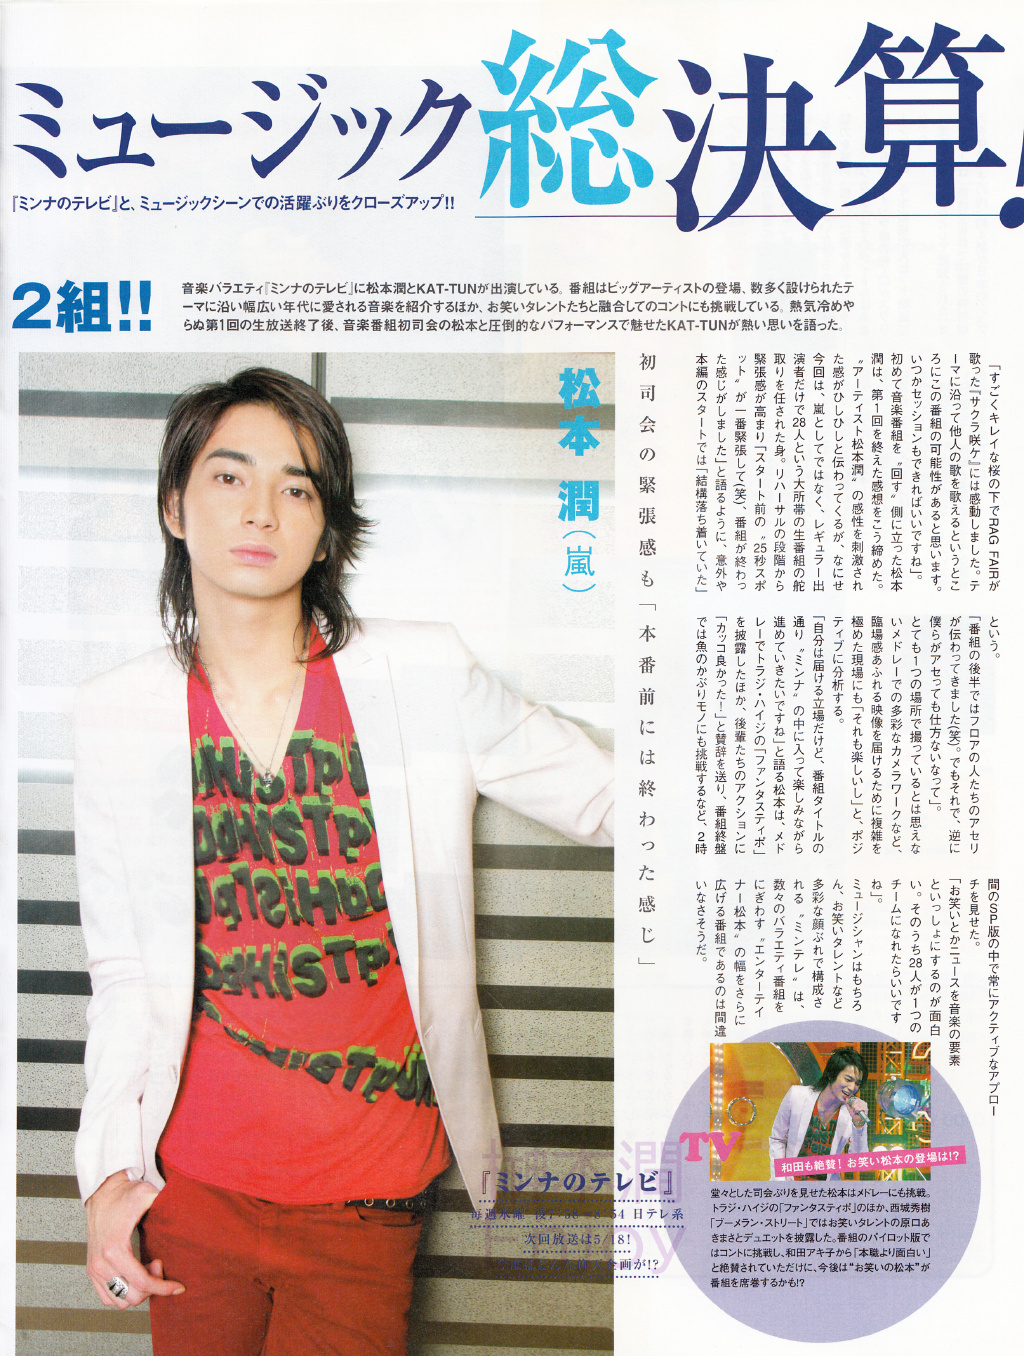 ミュージック総決算!
『ミンナのテレビ』と、ミュージックシーンでの活躍ぶりをクローズアップ!!
2組!!
音楽バラエティ『ミンナのテレビ』に松本潤とKAT-TUNが出演している。番組はビッグアーティストの登場、数多く設けられたテ
ーマに沿い幅広い年代に愛される音楽を紹介するほか、お笑いタレントたちと融合してのコントにも挑戦している。熱気冷めや
らぬ第1回の生放送終了後、音楽番組初司会の松本と圧倒的なパフォーマンスで魅せたKAT-TUNが熱い思いを語った。
松本 潤(嵐)
初司会の緊張感も「本番前には終わった感じ」
「すごくキレイな桜の下でRAG FAIRが
歌った『サクラ咲ケ』には感動しました。テ
ーマに沿って他人の歌を歌えるというとこ
ろにこの番組の可能性があると思います。
いつかセッションもできればいいですね」。
初めて音楽番組を〝回す〟側に立った松本
潤は、第1回を終えた感想をこう締めた。
〝アーティスト松本潤〟の感性を刺激され
た感がひしひしと伝わってくるが、なにせ
今回は、嵐としてではなく、レギュラー出
演者だけで28人という大所帯の生番組の舵
取りを任された身。リハーサルの段階から
緊張感が高まり「スタート前の〝25秒スポ
ット〟が一番緊張して(笑)、番組が終わっ
た感じがしました」と語るように、意外や
本編のスタートでは「結構落ち着いていた」
という。
「番組の後半ではフロアの人たちのアセリ
が伝わってきました(笑)。でもそれで、逆に
僕らがアセっても仕方ないなって」。
とても1つの場所で撮っているとは思えな
いメドレーでの多彩なカメラワークなど、
臨場感あふれる映像を届けるために複雑を
極めた現場にも「それも楽しいし」と、ポジ
ティブに分析する。
「自分は届ける立場だけど、番組タイトルの
通り〝ミンナ〟の中に入って楽しみながら
進めていきたいですね」と語る松本は、メド
レーでトラジ・ハイジの「ファンタスティポ」
を披露したほか、後輩たちのアクションに
「カッコ良かった!」と賛辞を送り、番組終盤
では魚のかぶりモノにも挑戦するなど、2時
間のSP版の中で常にアクティブなアプロー
チを見せた。
「お笑いとかニュースを音楽の要素
といっしょにするのが面白
い。そのうち28人が1つの
チームになれたらいいです
ね」。
ミュージシャンはもちろ
ん、お笑いタレントなど
多彩な顔ぶれで構成さ
れる〝ミンテレ〟は、
数々のバラエティ番組を
にぎわす〝エンターテイ
ナー松本〟の幅をさらに
広げる番組であるのは間違
いなさそうだ。
TV
『ミンナのテレビ』
日テレ系
次回放送は5/18!
和田も絶賛! お笑い松本の登場は!?
堂々とした司会ぶりを見せた松本はメドレーにも挑戦。
トラジ・ハイジの「ファンタスティポ」のほか、西城秀樹
「ブーメラン・ストリート」ではお笑いタレントの原口あ
きまさとデュエットを披露した。番組のパイロット版で
はコントに挑戦し、和田アキ子から「本職より面白い」
と絶賛されていただけに、今後は“お笑いの松本”が
番組を席巻するかも!?